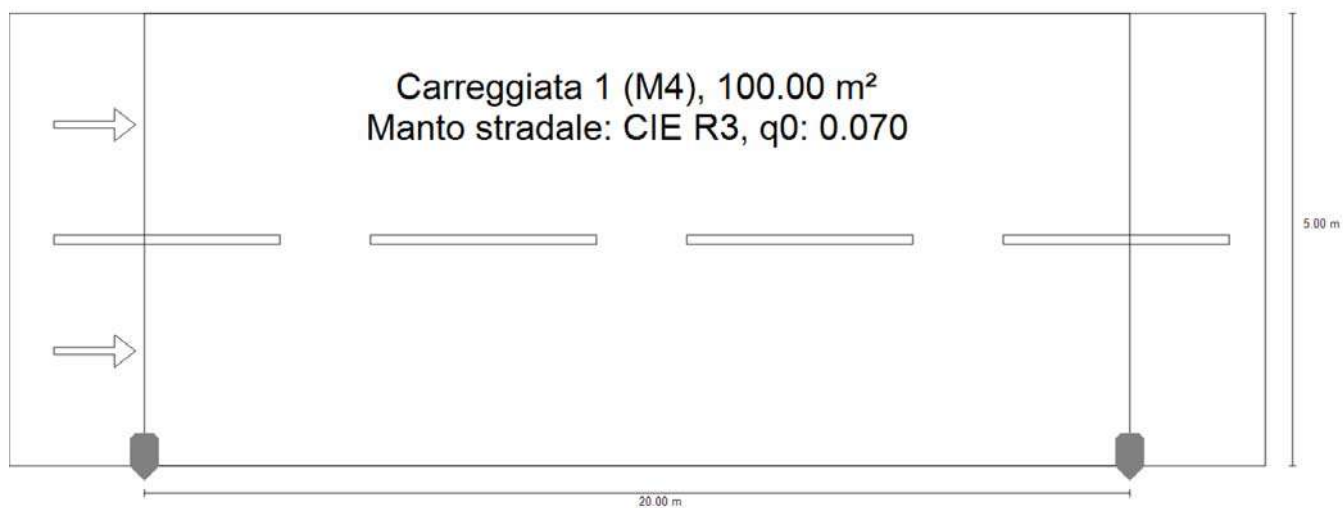 Carreggiata 1 (M4), 100.00 m²
Manto stradale: CIE R3, q0: 0.070
5.00 m
20.00 m